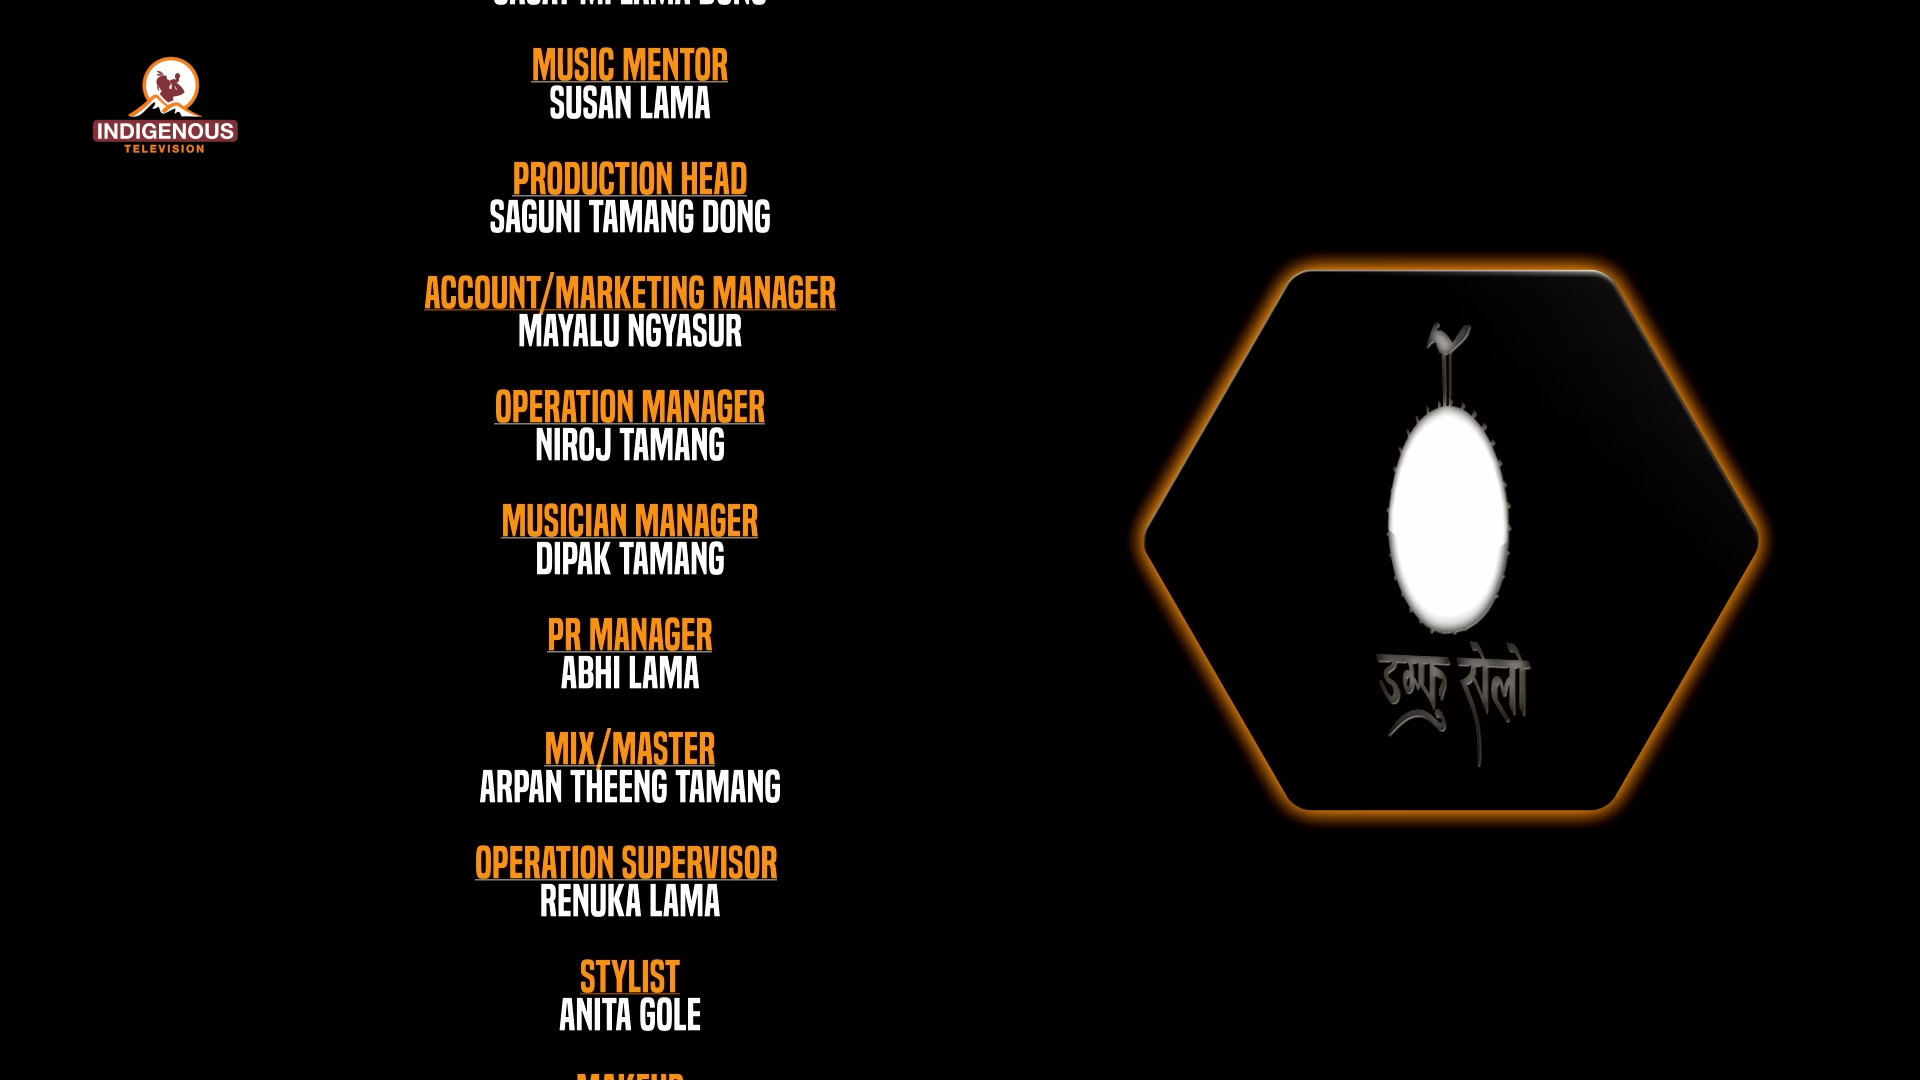 INDIGENOUS
TELEVISION
MUSIC MENTOR
SUSAN LAMA
PRODUCTION HEAD
SAGUNI TAMANG DONG
ACCOUNT/MARKETING MANAGER
MAYALU NGYASUR
OPERATION MANAGER
NIROJ TAMANG
MUSICIAN MANAGER
DIPAK TAMANG
PR MANAGER
ABHI LAMA
MIX/MASTER
ARPAN THEENG TAMANG
OPERATION SUPERVISOR
RENUKA LAMA
STYLIST
ANITA GOLE
MAKEUP
डम्फु सेलो